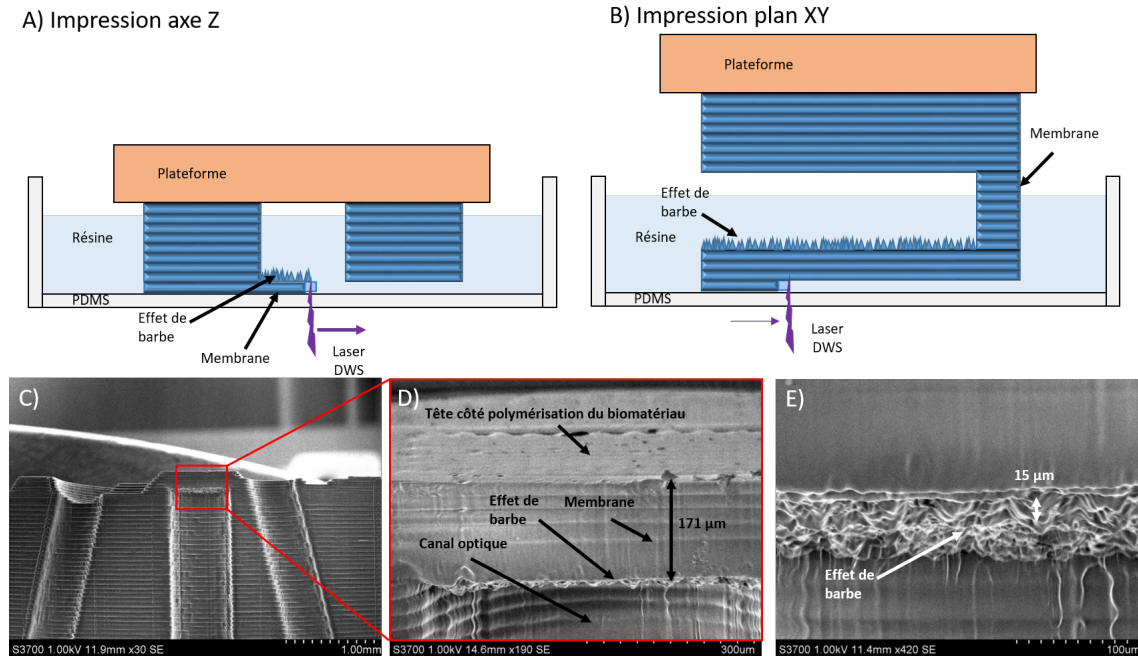 A) Impression axe Z
B) Impression plan XY
Plateforme
Résine
PDMS
Effet de
barbe
Membrane
Laser
DWS
Plateforme
Membrane
Effet de
barbe
Résine
PDMS
Laser
DWS
C)
S3700 1.00kV 11.9mm x30 SE
1.00mm
D)
Tête côté polymérisation du biomatériau
Effet de
barbe
Membrane
171 µm
Canal optique
S3700 1.00kV 14.6mm x190 SE
300um
E)
15 µm
Effet de
barbe
S3700 1.00kV 11.4mm x420 SE
100um